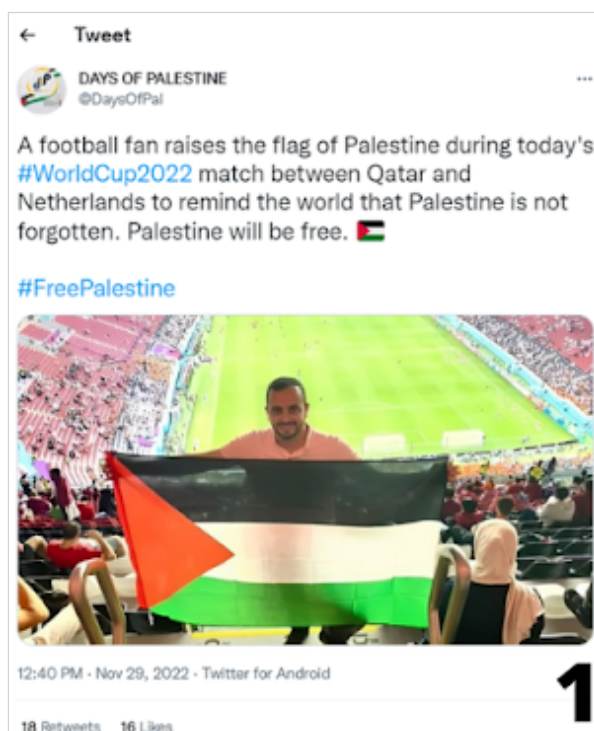 Tweet
DAYS OF PALESTINE
@DaysOfPal
A football fan raises the flag of Palestine during today's
#WorldCup2022 match between Qatar and
Netherlands to remind the world that Palestine is not
forgotten. Palestine will be free. 🇵🇸
#FreePalestine
12:40 PM · Nov 29, 2022 · Twitter for Android
1
18 Retweets 16 Likes